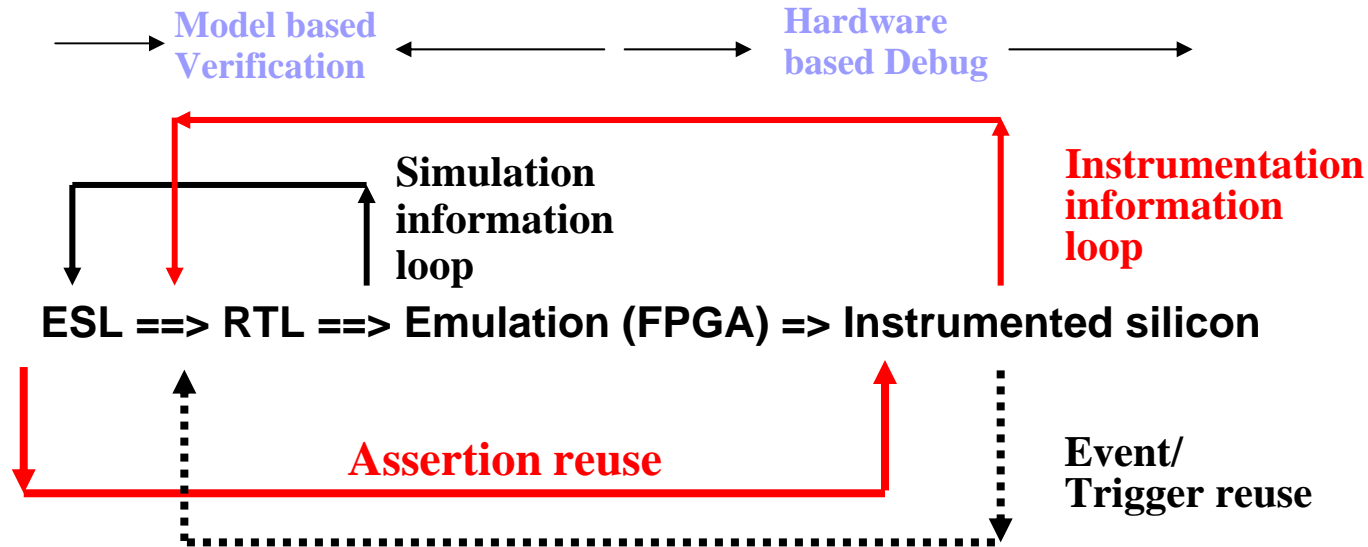 Model based
Verification
Hardware
based Debug
Simulation
information
loop
Instrumentation
information
loop
ESL ==> RTL ==> Emulation (FPGA) => Instrumented silicon
Assertion reuse
Event/
Trigger reuse